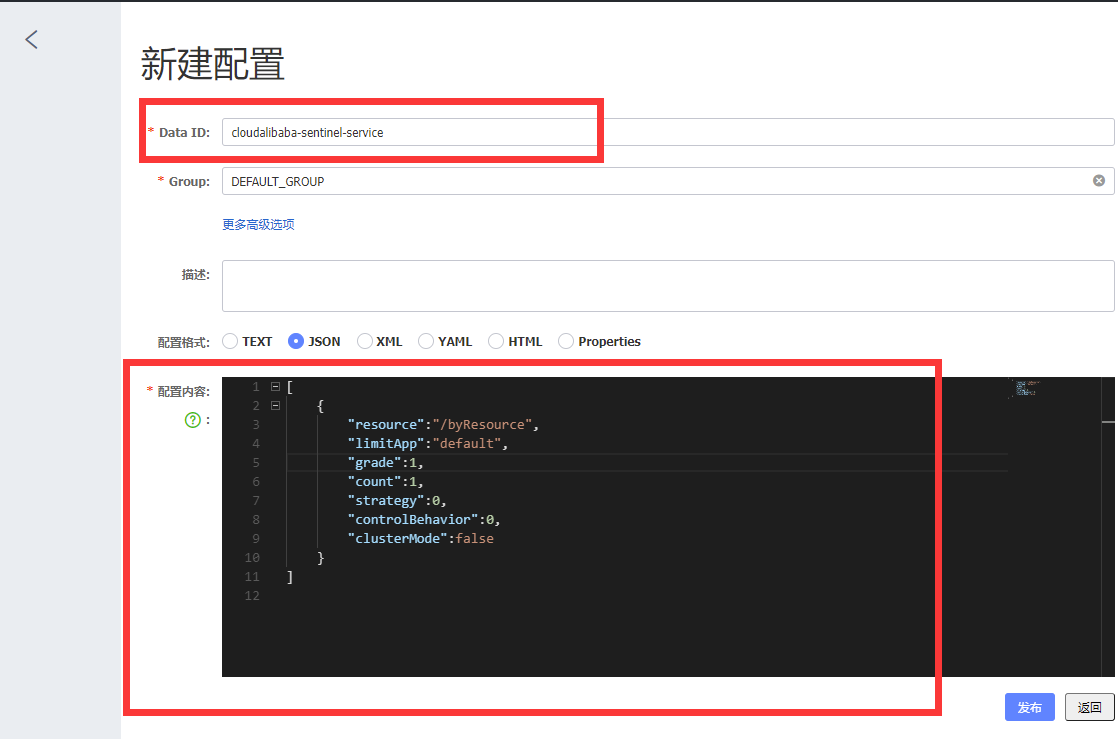 新建配置
* Data ID: cloudalibaba-sentinel-service
* Group: DEFAULT_GROUP
更多高级选项
描述:
配置格式: TEXT JSON XML YAML HTML Properties
* 配置内容:
? :
1 [
2 {
3 "resource":"/byResource",
4 "limitApp":"default",
5 "grade":1,
6 "count":1,
7 "strategy":0,
8 "controlBehavior":0,
9 "clusterMode":false
10 }
11 ]
12
发布 返回